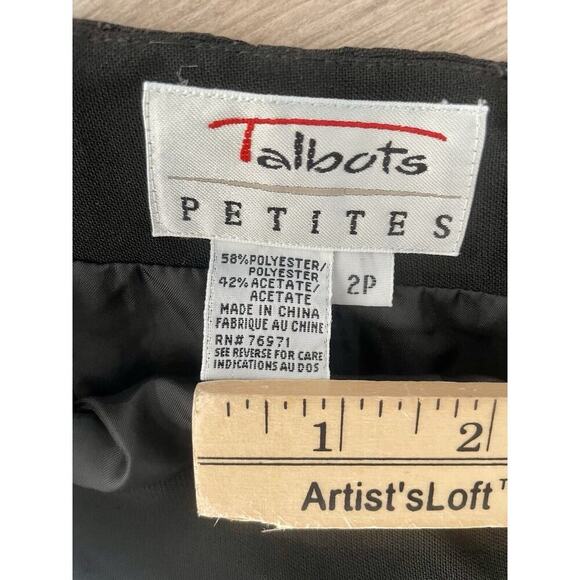 Talbots
PETITES
58%POLYESTER/
POLYESTER
42%ACETATE/
ACETATE
MADE IN CHINA
FABRIQUE AU CHINE
RN# 76971
SEE REVERSE FOR CARE
INDICATIONS AU DOS
2P
1 2
Artist'sLoft™